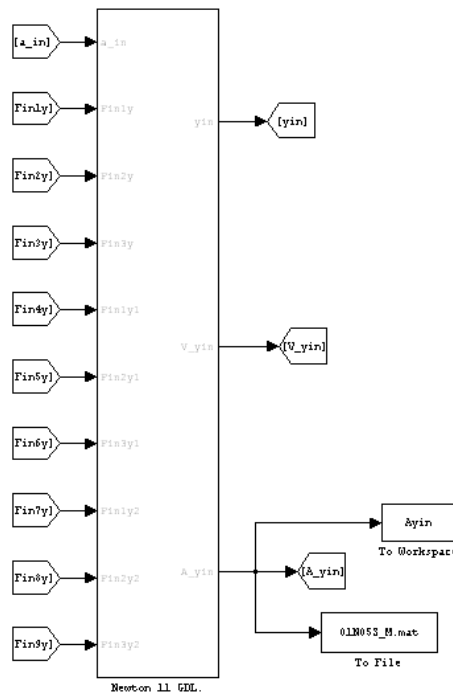 [a_in]
a_in
Fin1y]
Fin1y
yin
[yin]
Fin2y]
Fin2y
Fin3y]
Fin3y
Fin4y]
Fin1y1
V_yin
[V_yin]
Fin5y]
Fin2y1
Fin6y]
Fin3y1
Fin7y]
Fin1y2
Ayin
To Workspace
Fin8y]
Fin2y2
A_yin
[A_yin]
Fin9y]
Fin3y2
01N053_M.mat
To File
Newton 11 GDL.